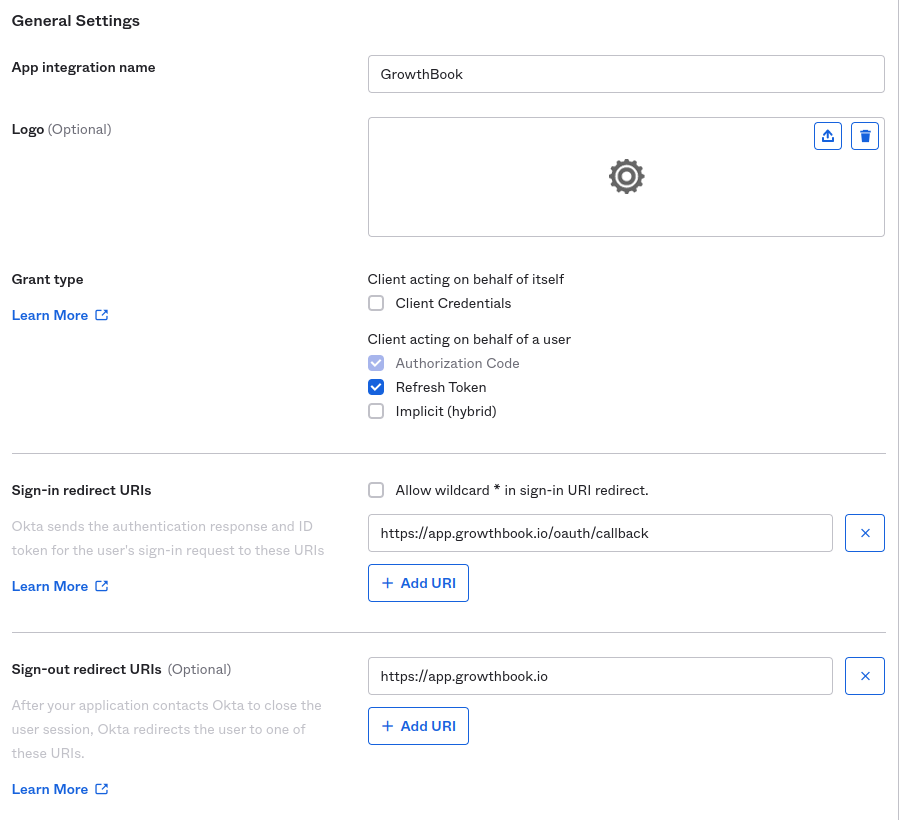 General Settings
App integration name
GrowthBook
Logo (Optional)
Grant type
Learn More
Client acting on behalf of itself
Client Credentials
Client acting on behalf of a user
Authorization Code
Refresh Token
Implicit (hybrid)
Sign-in redirect URIs
Okta sends the authentication response and ID
token for the user's sign-in request to these URIs
Learn More
Allow wildcard * in sign-in URI redirect.
https://app.growthbook.io/oauth/callback
+ Add URI
Sign-out redirect URIs (Optional)
After your application contacts Okta to close the
user session, Okta redirects the user to one of
these URIs.
Learn More
https://app.growthbook.io
+ Add URI